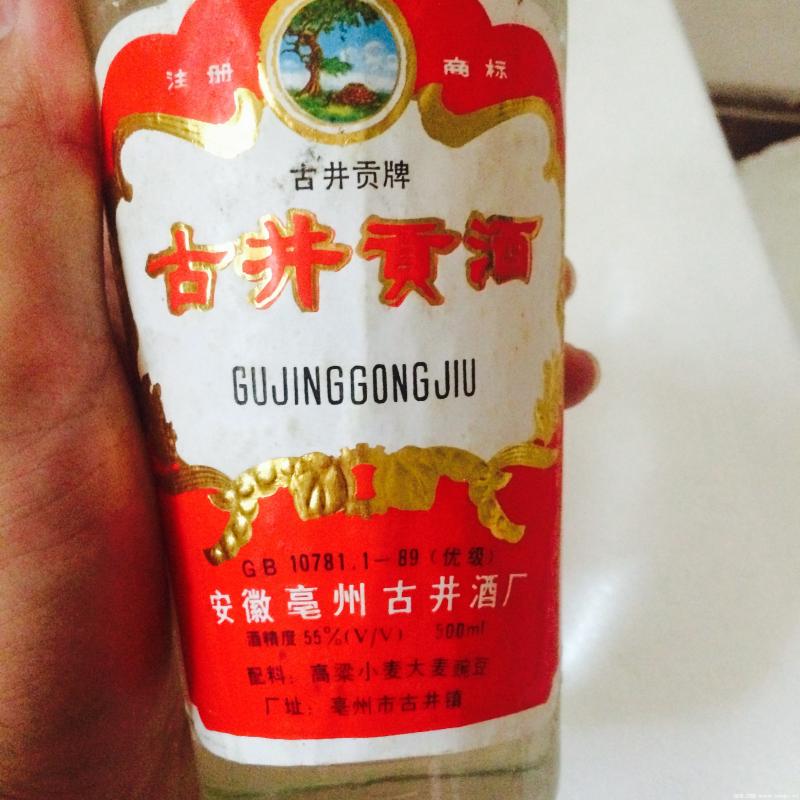 注册 商标
古井贡牌
古井贡酒
GUJINGGONGJIU
GB 10781.1-89(优级)
安徽亳州古井酒厂
酒精度 55%(V/V) 500ml
配料:高粱小麦大麦豌豆
厂址:亳州市古井镇